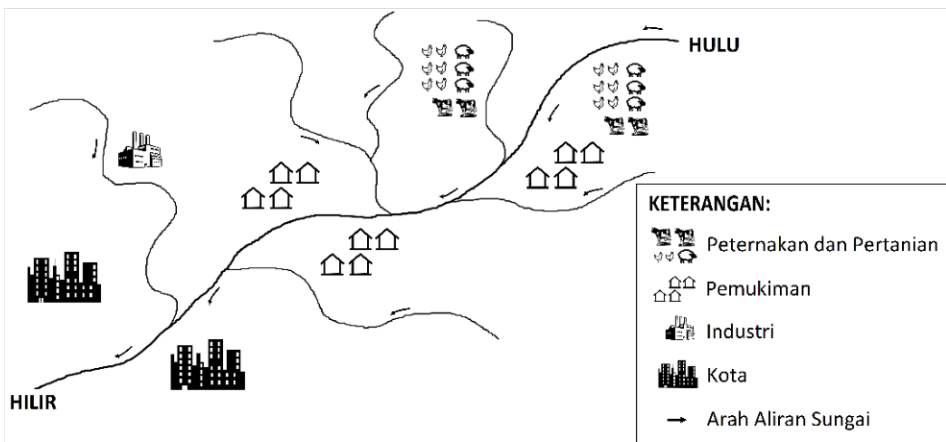 HULU
KETERANGAN:
Peternakan dan Pertanian
Pemukiman
Industri
Kota
Arah Aliran Sungai
HILIR